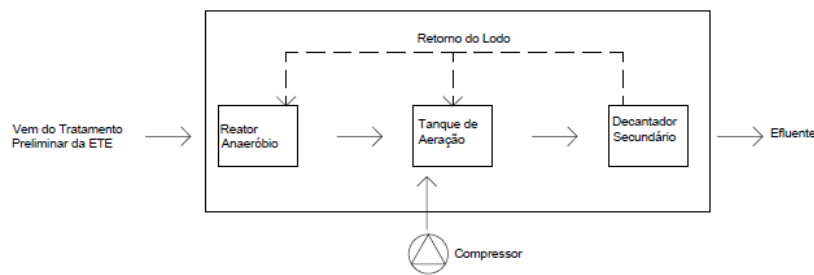 Retorno do Lodo
Vem do Tratamento
Preliminar da ETE
Reator
Anaeróbio
Tanque de
Aeração
Decantador
Secundário
Efluente
Compressor